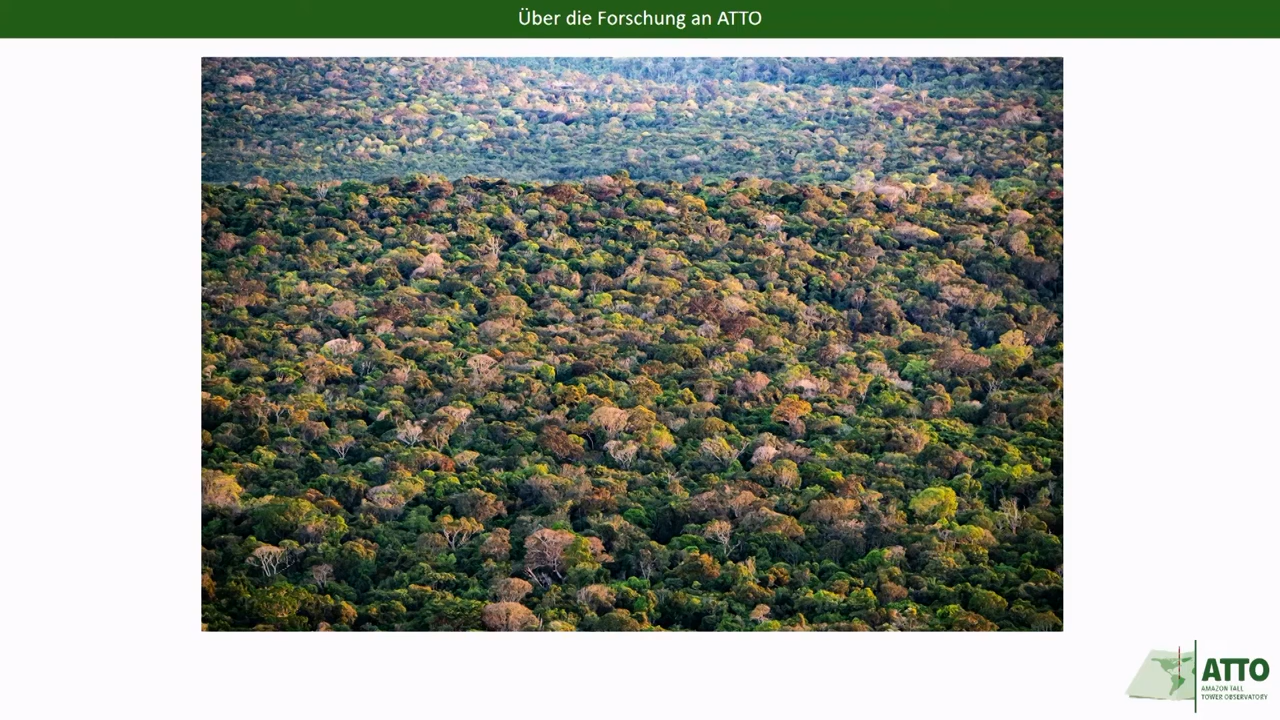 Über die Forschung an ATTO
ATTO
AMAZON TALL
TOWER OBSERVATORY